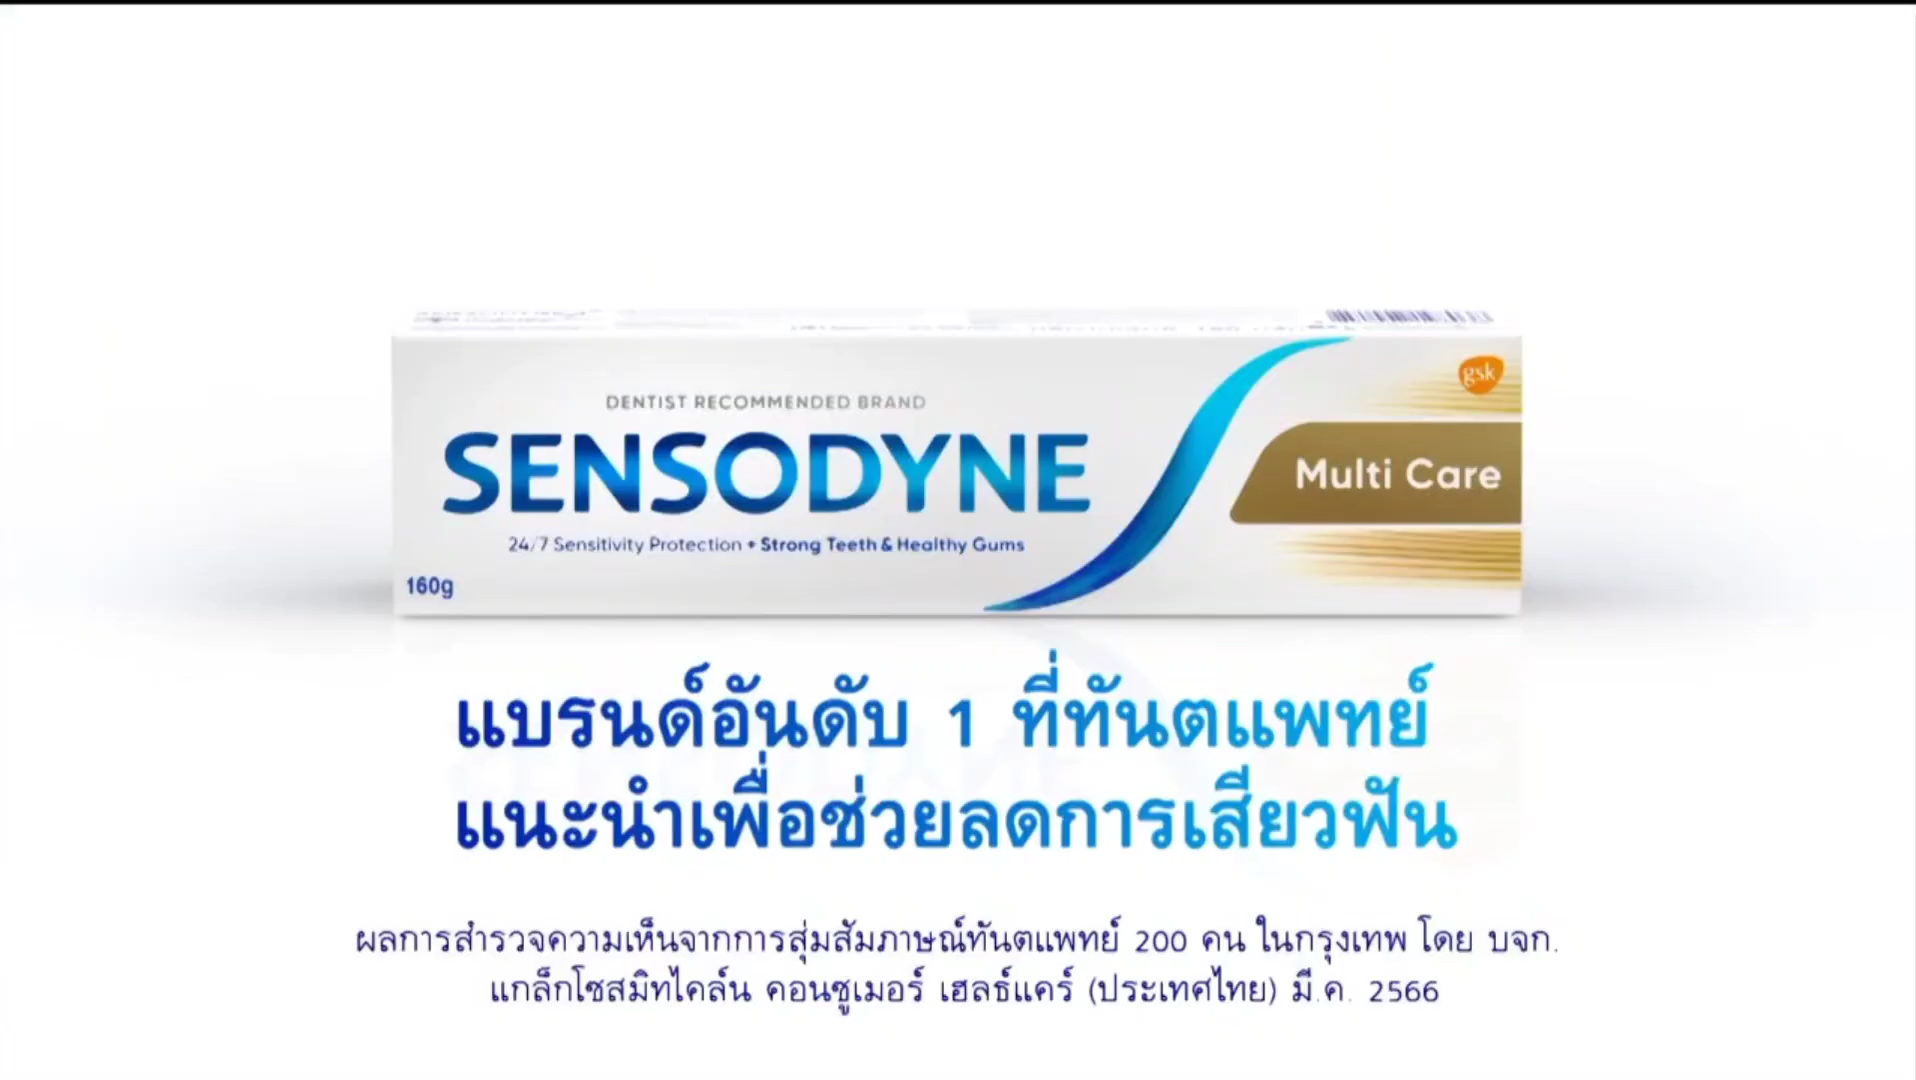 gsk
DENTIST RECOMMENDED BRAND
SENSODYNE
Multi Care
24/7 Sensitivity Protection + Strong Teeth & Healthy Gums
160g
แบรนด์อันดับ 1 ที่ทันตแพทย์
แนะนำเพื่อช่วยลดการเสียวฟัน
ผลการสำรวจความเห็นจากการสุ่มสัมภาษณ์ทันตแพทย์ 200 คน ในกรุงเทพ โดย บจก.
แกล็กโซสมิทไคล์น คอนซูเมอร์ เฮลธ์แคร์ (ประเทศไทย) มี.ค. 2566